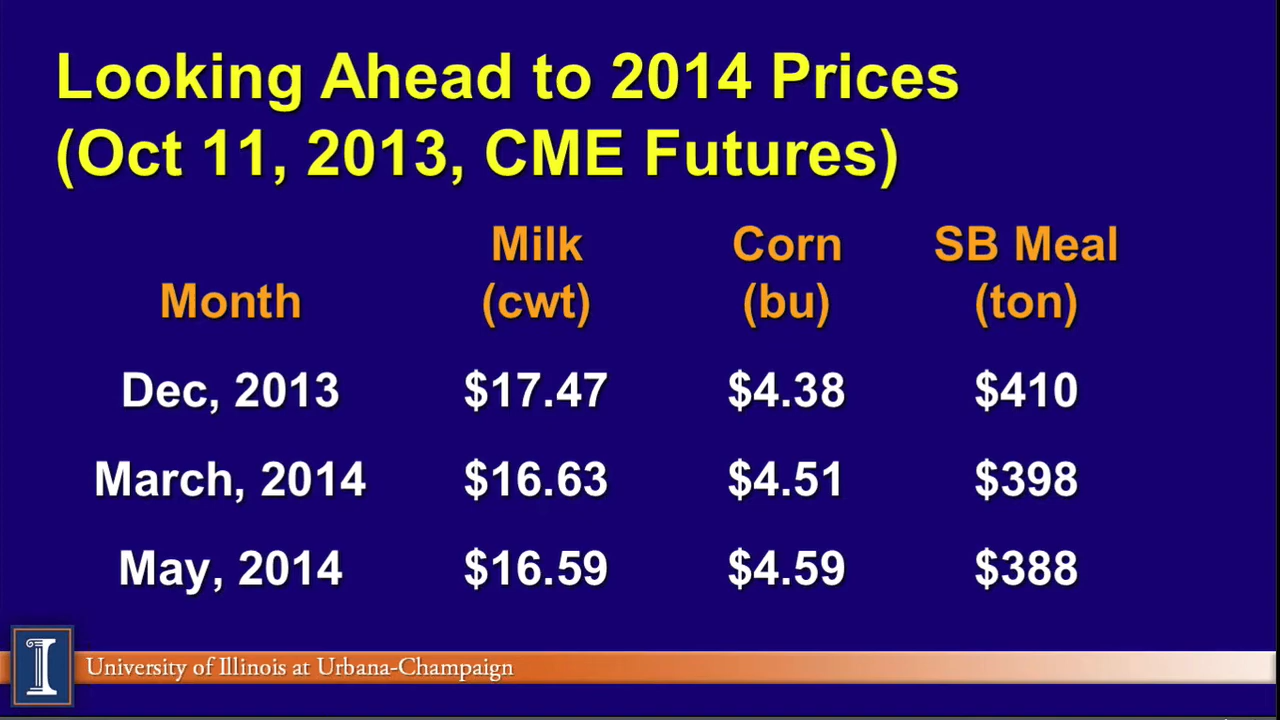 Looking Ahead to 2014 Prices
(Oct 11, 2013, CME Futures)
Month Milk (cwt) Corn (bu) SB Meal (ton)
Dec, 2013 $17.47 $4.38 $410
March, 2014 $16.63 $4.51 $398
May, 2014 $16.59 $4.59 $388
I University of Illinois at Urbana-Champaign